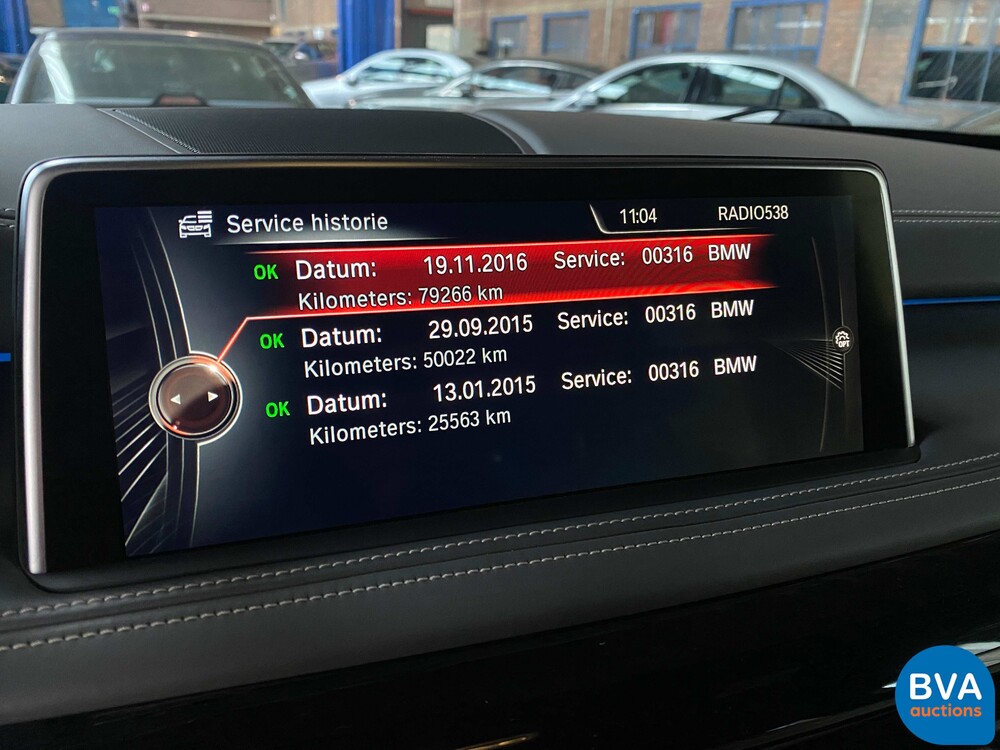 Service historie 11:04 RADIO538
OK Datum: 19.11.2016 Service: 00316 BMW
Kilometers: 79266 km
OK Datum: 29.09.2015 Service: 00316 BMW
Kilometers: 50022 km
OPT
OK Datum: 13.01.2015 Service: 00316 BMW
Kilometers: 25563 km
BVA
auctions